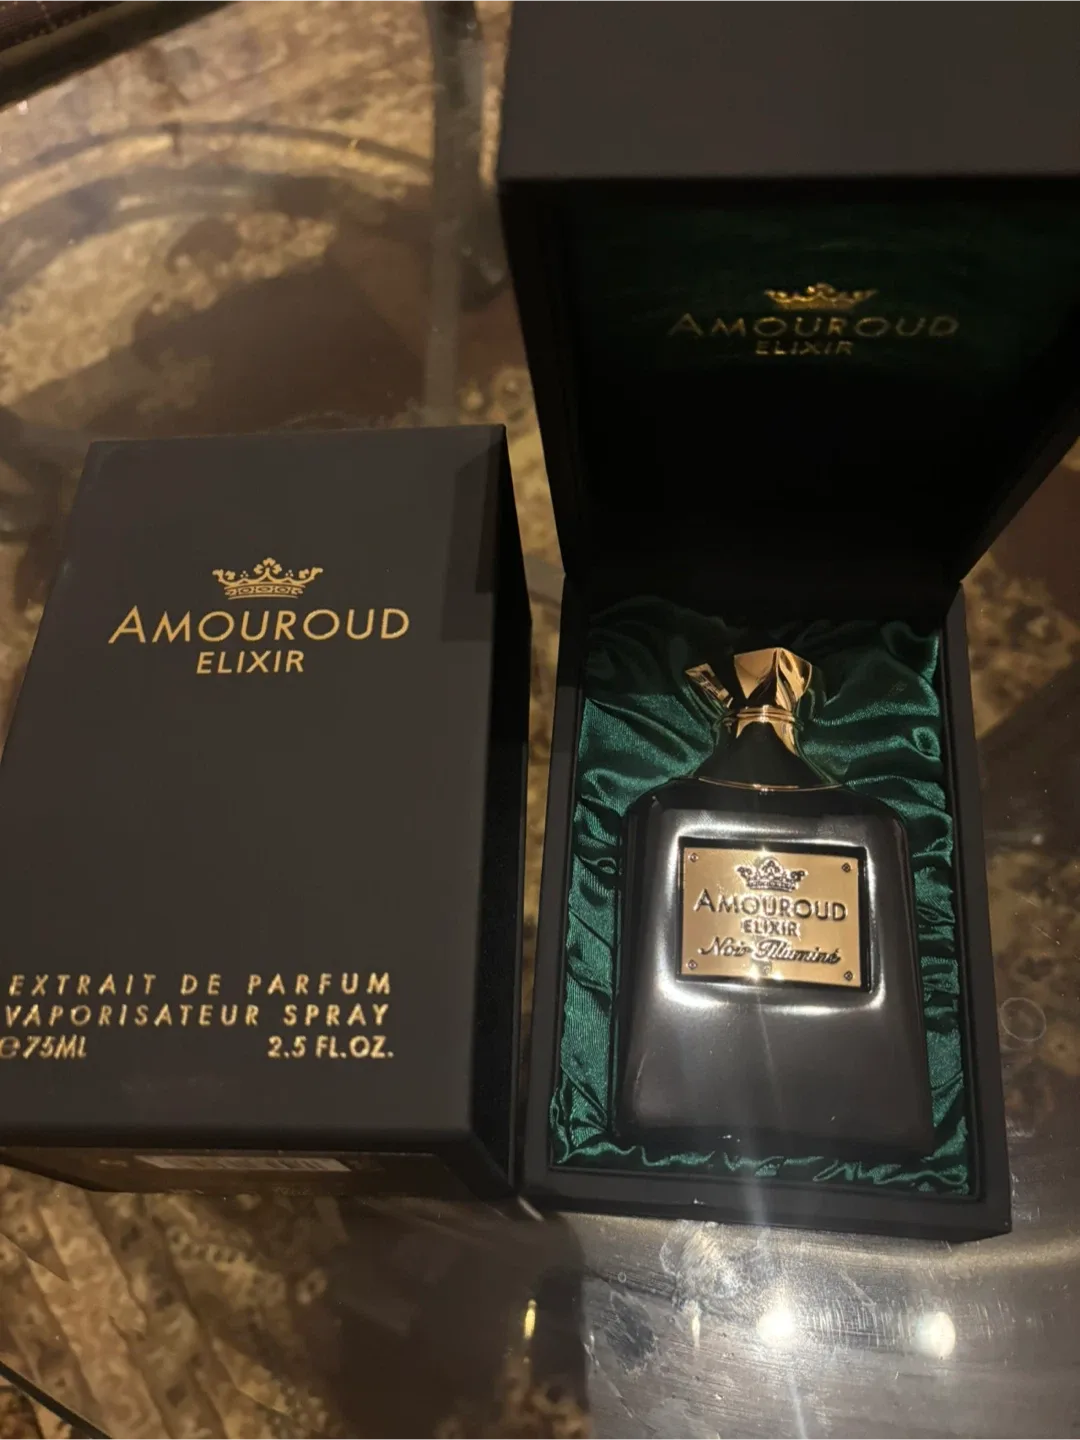 AMOUROUD
ELIXIR
EXTRAIT DE PARFUM
VAPORISATEUR SPRAY
℮75ML 2.5 FL.OZ.
AMOUROUD
ELIXIR
AMOUROUD
ELIXIR
Noir Illuminé